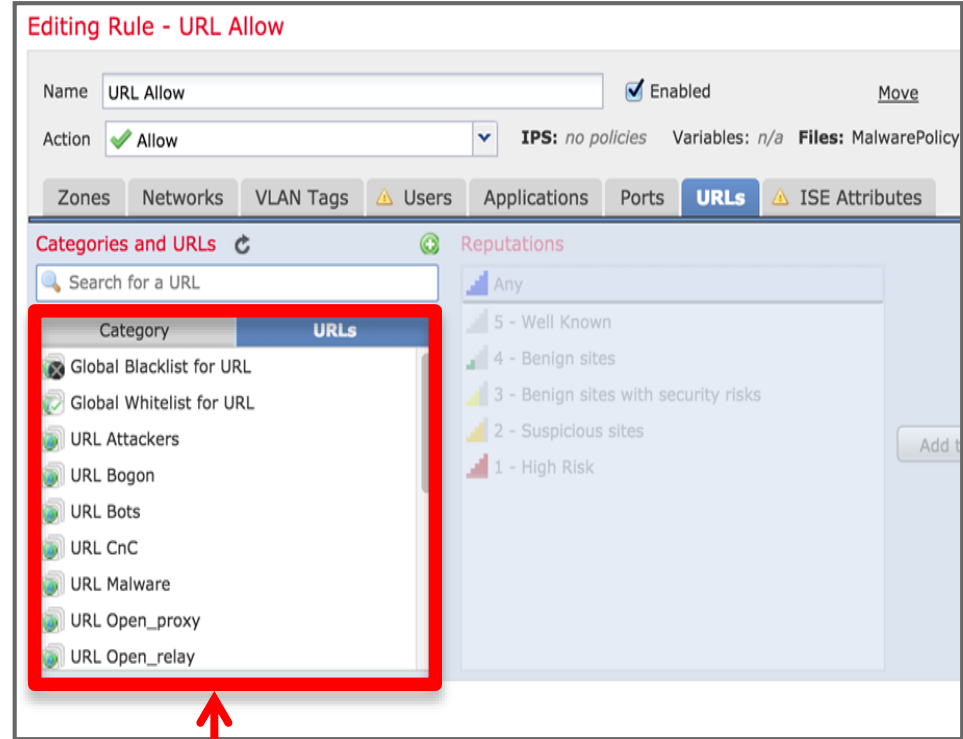 Editing Rule - URL Allow
Name URL Allow Enabled Move
Action Allow IPS: no policies Variables: n/a Files: MalwarePolicy
Zones Networks VLAN Tags Users Applications Ports URLs ISE Attributes
Categories and URLs Reputations
Search for a URL
Category URLs
Global Blacklist for URL
Global Whitelist for URL
URL Attackers
URL Bogon
URL Bots
URL CnC
URL Malware
URL Open_proxy
URL Open_relay
Any
5 - Well Known
4 - Benign sites
3 - Benign sites with security risks
2 - Suspicious sites
1 - High Risk
Add t